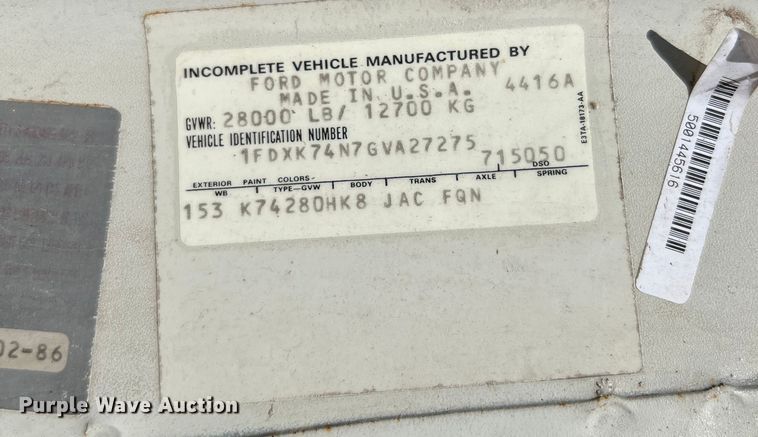 INCOMPLETE VEHICLE MANUFACTURED BY
FORD MOTOR COMPANY
MADE IN U.S.A. 4416A
GVWR: 28000 LB/ 12700 KG
VEHICLE IDENTIFICATION NUMBER
1FDXK74N7GVA27275 715050
EXTERIOR PAINT COLORS- DSO
WB TYPE-GVW BODY TRANS AXLE SPRING
153 K74280HK8 JAC FQN
E3TA-18173-AA
5001445616
02-86
Purple Wave Auction